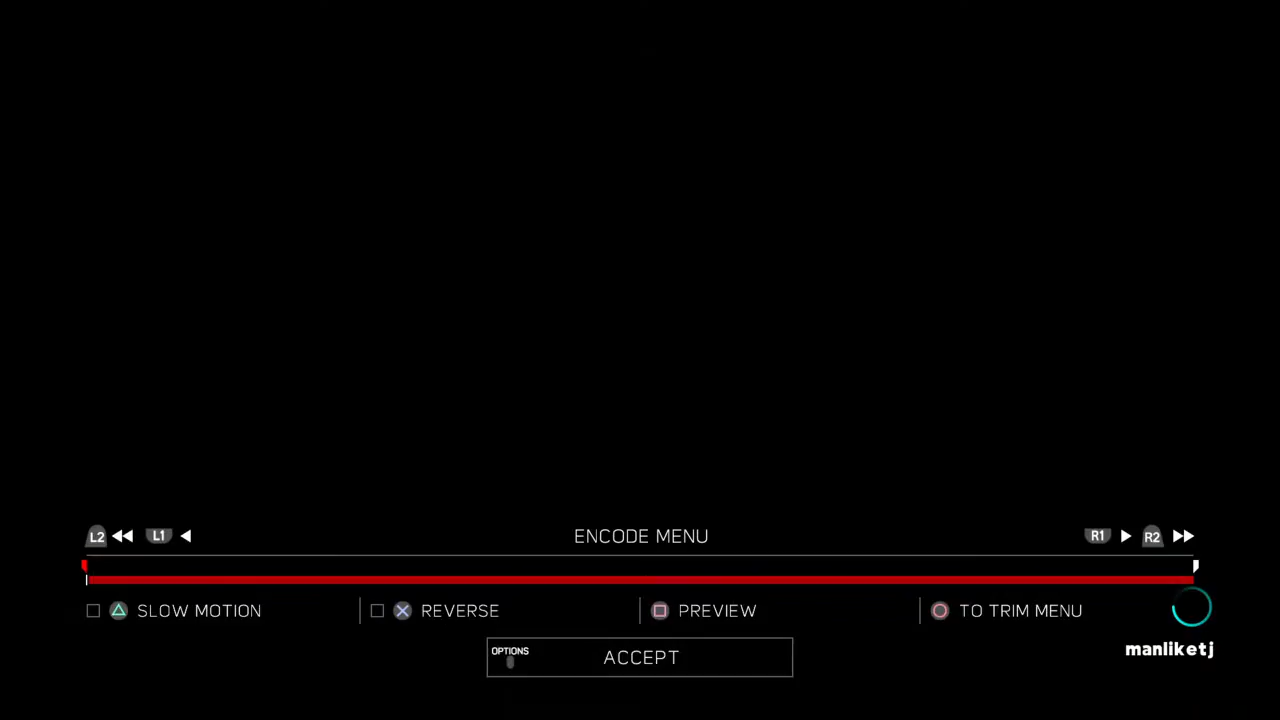 L2 L1 ENCODE MENU R1 R2
SLOW MOTION REVERSE PREVIEW TO TRIM MENU
OPTIONS ACCEPT
manliketj